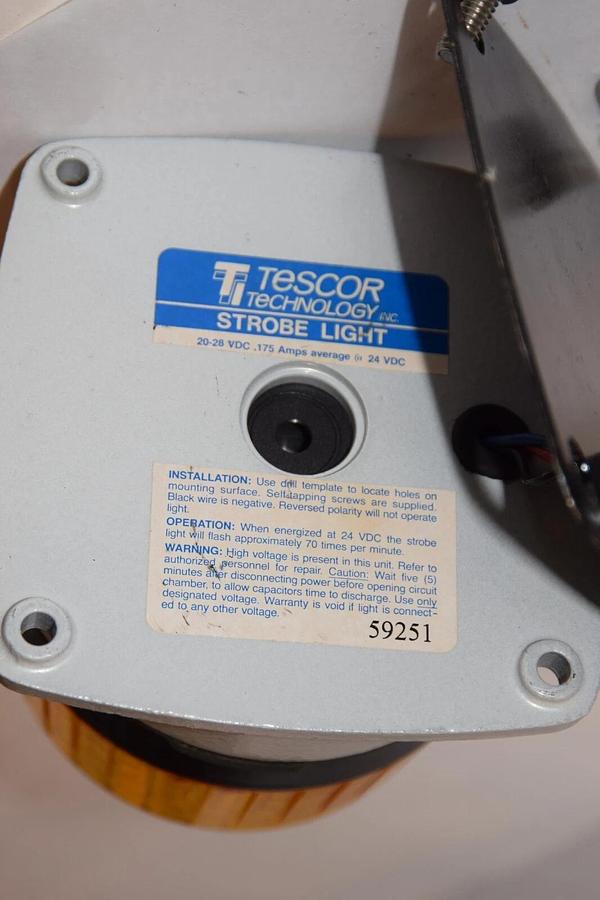 TESCOR
TECHNOLOGY INC.
STROBE LIGHT
20-28 VDC .175 Amps average @ 24 VDC
INSTALLATION: Use drill template to locate holes on
mounting surface. Self-tapping screws are supplied.
Black wire is negative. Reversed polarity will not operate
light.
OPERATION: When energized at 24 VDC the strobe
light will flash approximately 70 times per minute.
WARNING: High voltage is present in this unit. Refer to
authorized personnel for repair. Caution: Wait five (5)
minutes after disconnecting power before opening circuit
chamber, to allow capacitors time to discharge. Use only
designated voltage. Warranty is void if light is connect-
ed to any other voltage.
59251